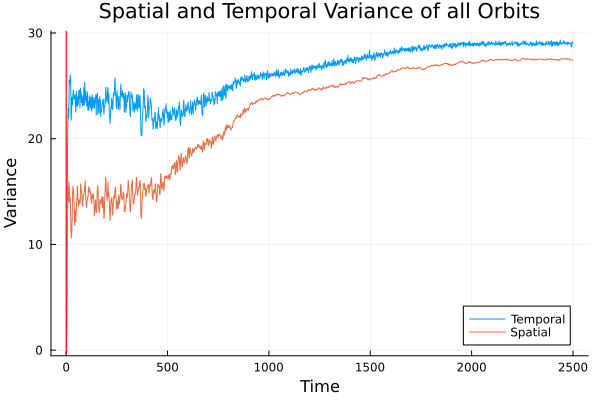 Spatial and Temporal Variance of all Orbits
30
20
10
0
Variance
0 500 1000 1500 2000 2500
Time
Temporal
Spatial